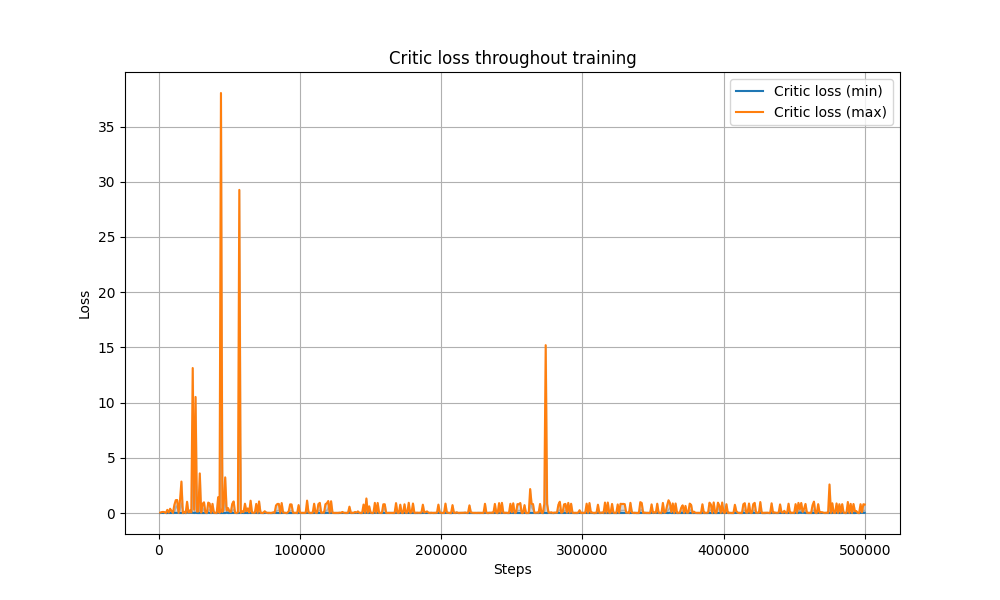 Critic loss throughout training
Critic loss (min)
Critic loss (max)
Loss
35
30
25
20
15
10
5
0
0 100000 200000 300000 400000 500000
Steps